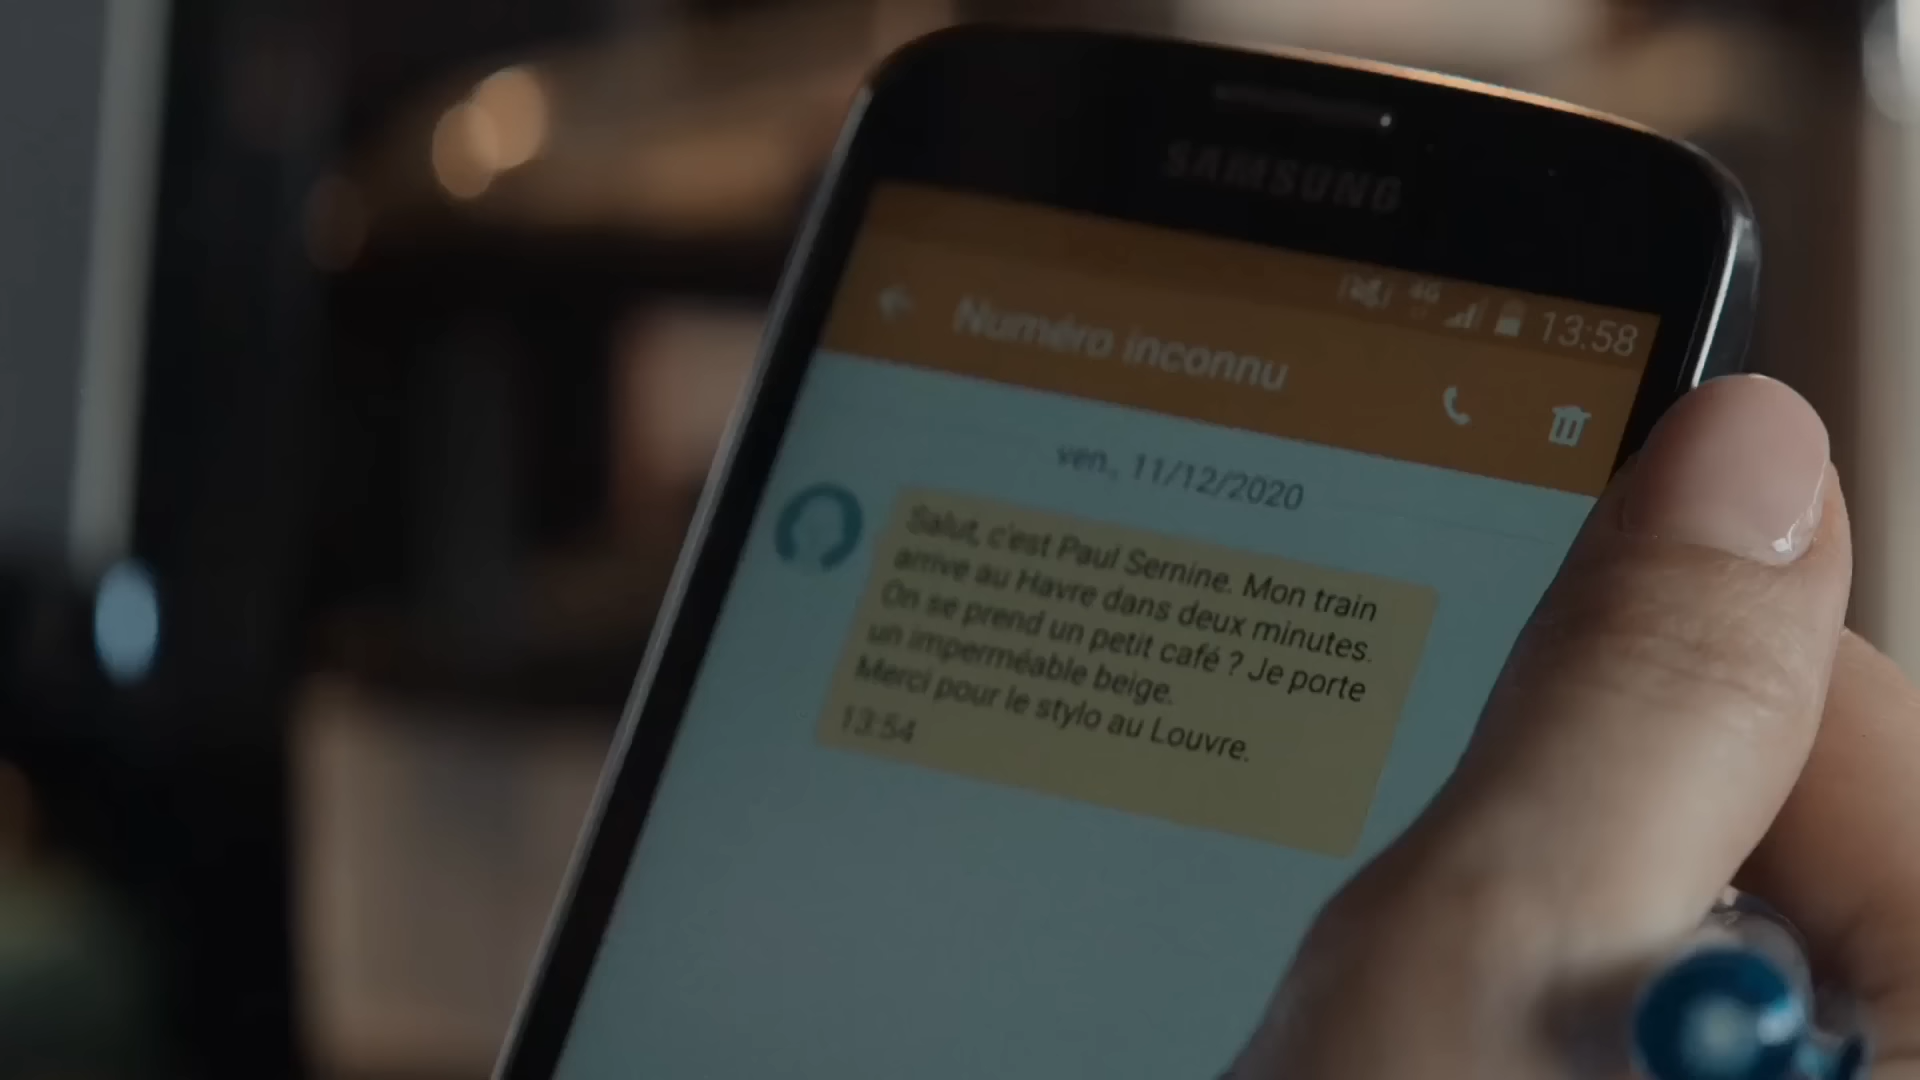 SAMSUNG
4G 13:58
Numéro inconnu
ven., 11/12/2020
Salut, c'est Paul Sernine. Mon train
arrive au Havre dans deux minutes.
On se prend un petit café ? Je porte
un imperméable beige.
Merci pour le stylo au Louvre.
13:54